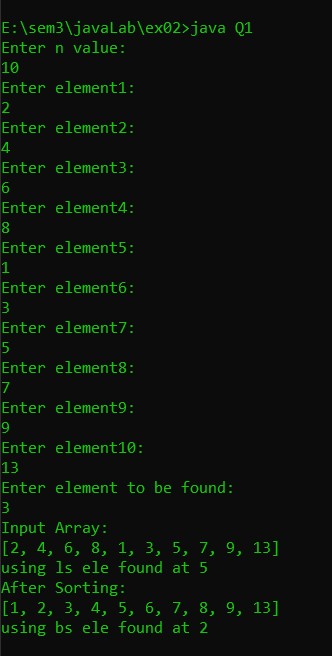 E:\sem3\javaLab\ex02>java Q1
Enter n value:
10
Enter element1:
2
Enter element2:
4
Enter element3:
6
Enter element4:
8
Enter element5:
1
Enter element6:
3
Enter element7:
5
Enter element8:
7
Enter element9:
9
Enter element10:
13
Enter element to be found:
3
Input Array:
[2, 4, 6, 8, 1, 3, 5, 7, 9, 13]
using ls ele found at 5
After Sorting:
[1, 2, 3, 4, 5, 6, 7, 8, 9, 13]
using bs ele found at 2